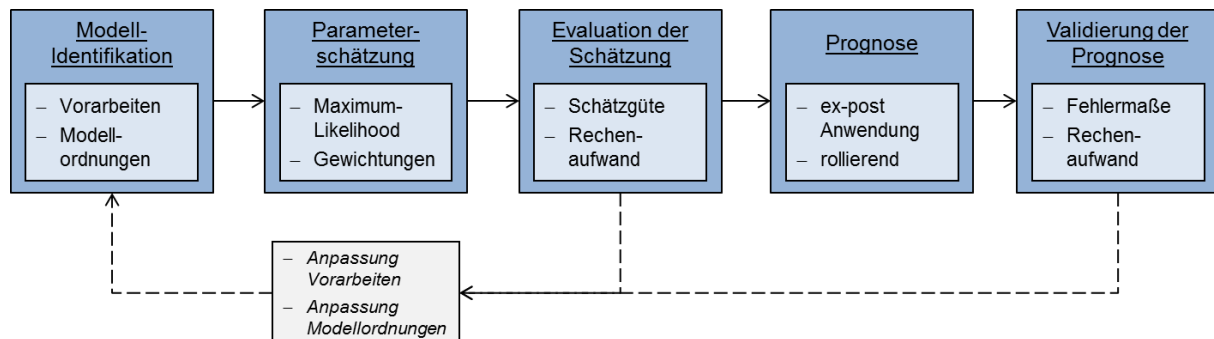 Modell-
Identifikation
– Vorarbeiten
– Modell-
ordnungen
Parameter-
schätzung
– Maximum-
Likelihood
– Gewichtungen
Evaluation der
Schätzung
– Schätzgüte
– Rechen-
aufwand
Prognose
– ex-post
Anwendung
– rollierend
Validierung der
Prognose
– Fehlermaße
– Rechen-
aufwand
– Anpassung
Vorarbeiten
– Anpassung
Modellordnungen